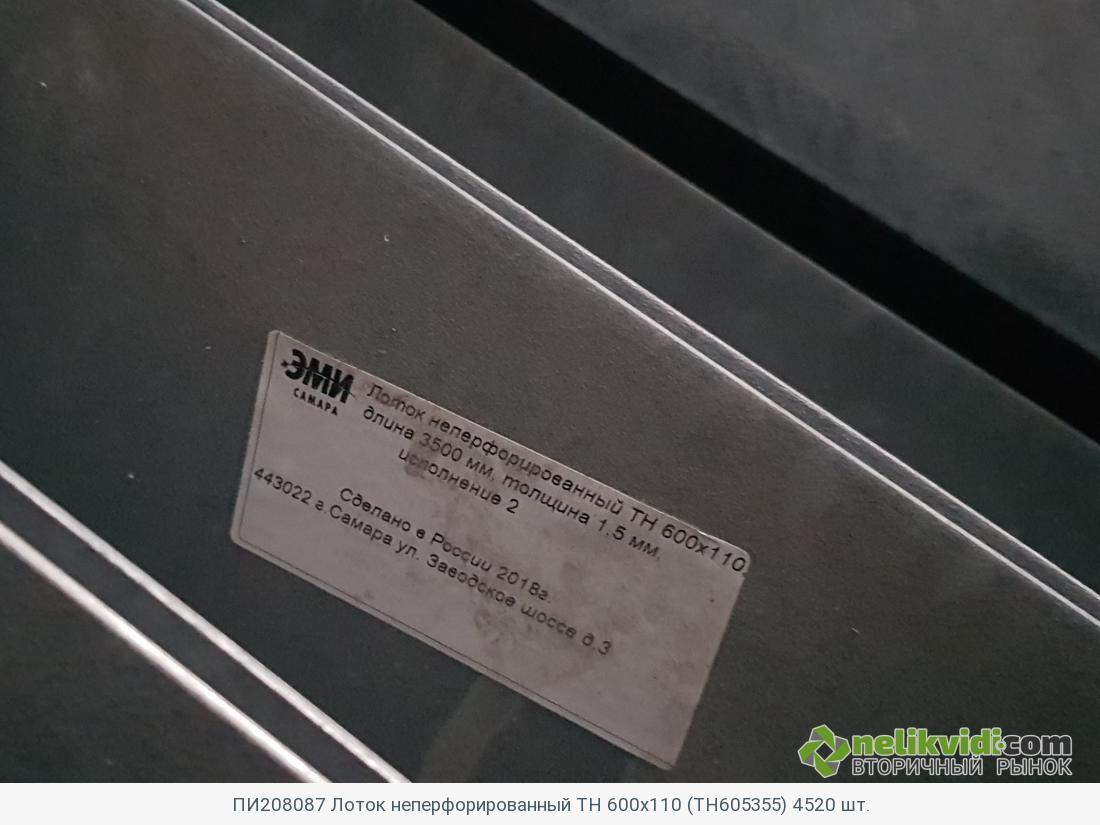 ЭМИ
САМАРА
Лоток неперфорированный ТН 600х110,
длина 3500 мм, толщина 1,5 мм,
исполнение 2
Сделано в России 2018г.
443022 г.Самара ул. Заводское шоссе д.3
nelikvidi.com
ВТОРИЧНЫЙ РЫНОК
ПИ208087 Лоток неперфорированный ТН 600х110 (ТН605355) 4520 шт.